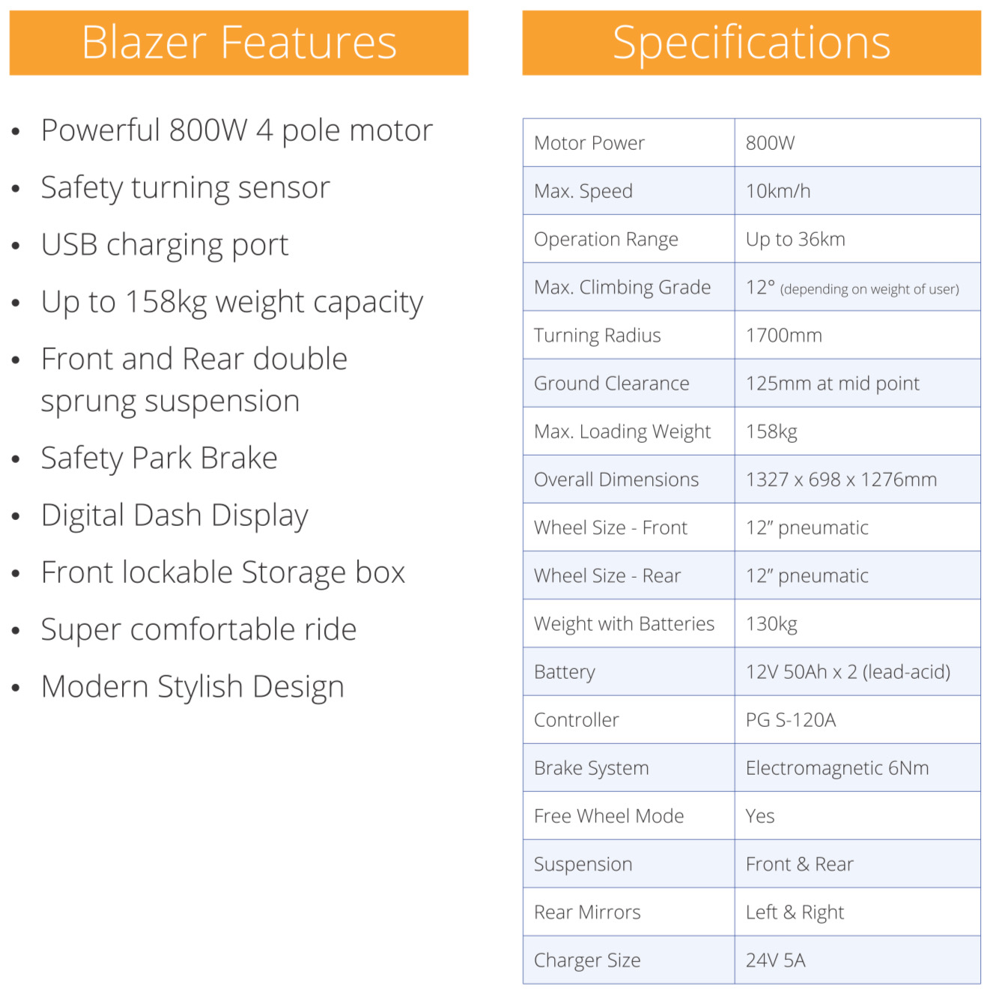 Blazer Features
• Powerful 800W 4 pole motor
• Safety turning sensor
• USB charging port
• Up to 158kg weight capacity
• Front and Rear double
sprung suspension
• Safety Park Brake
• Digital Dash Display
• Front lockable Storage box
• Super comfortable ride
• Modern Stylish Design
Specifications
Motor Power 800W
Max. Speed 10km/h
Operation Range Up to 36km
Max. Climbing Grade 12° (depending on weight of user)
Turning Radius 1700mm
Ground Clearance 125mm at mid point
Max. Loading Weight 158kg
Overall Dimensions 1327 x 698 x 1276mm
Wheel Size - Front 12” pneumatic
Wheel Size - Rear 12” pneumatic
Weight with Batteries 130kg
Battery 12V 50Ah x 2 (lead-acid)
Controller PG S-120A
Brake System Electromagnetic 6Nm
Free Wheel Mode Yes
Suspension Front & Rear
Rear Mirrors Left & Right
Charger Size 24V 5A